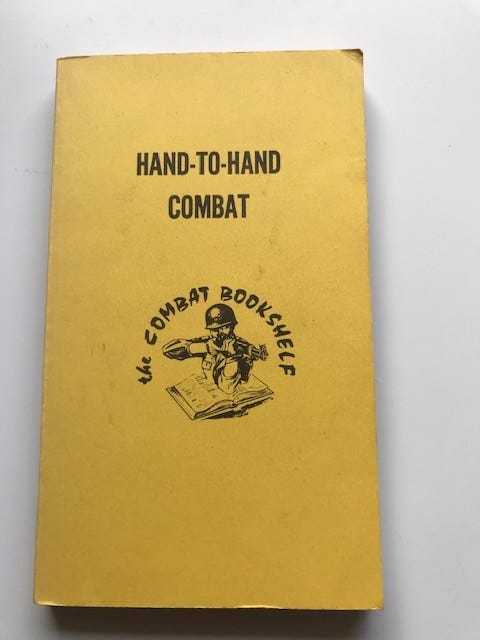 HAND-TO-HAND
COMBAT
the COMBAT BOOKSHELF